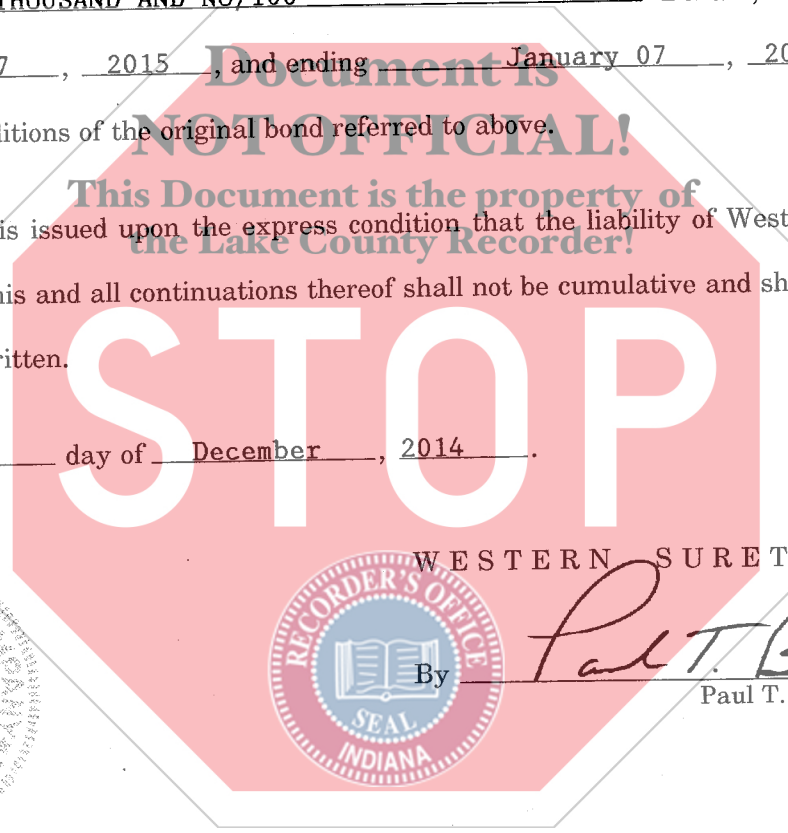 THOUSAND AND NO/100
7, 2015, and ending January 07, 20
Document is
ditions of the original bond referred to above.
NOT OFFICIAL!
This Document is the property of
is issued upon the express condition that the liability of West
the Lake County Recorder!
his and all continuations thereof shall not be cumulative and sh
ritten.
STOP
day of December, 2014.
WESTERN SURET
RECORDER'S OFFICE
SEAL
INDIANA
By Paul T. B
Paul T.